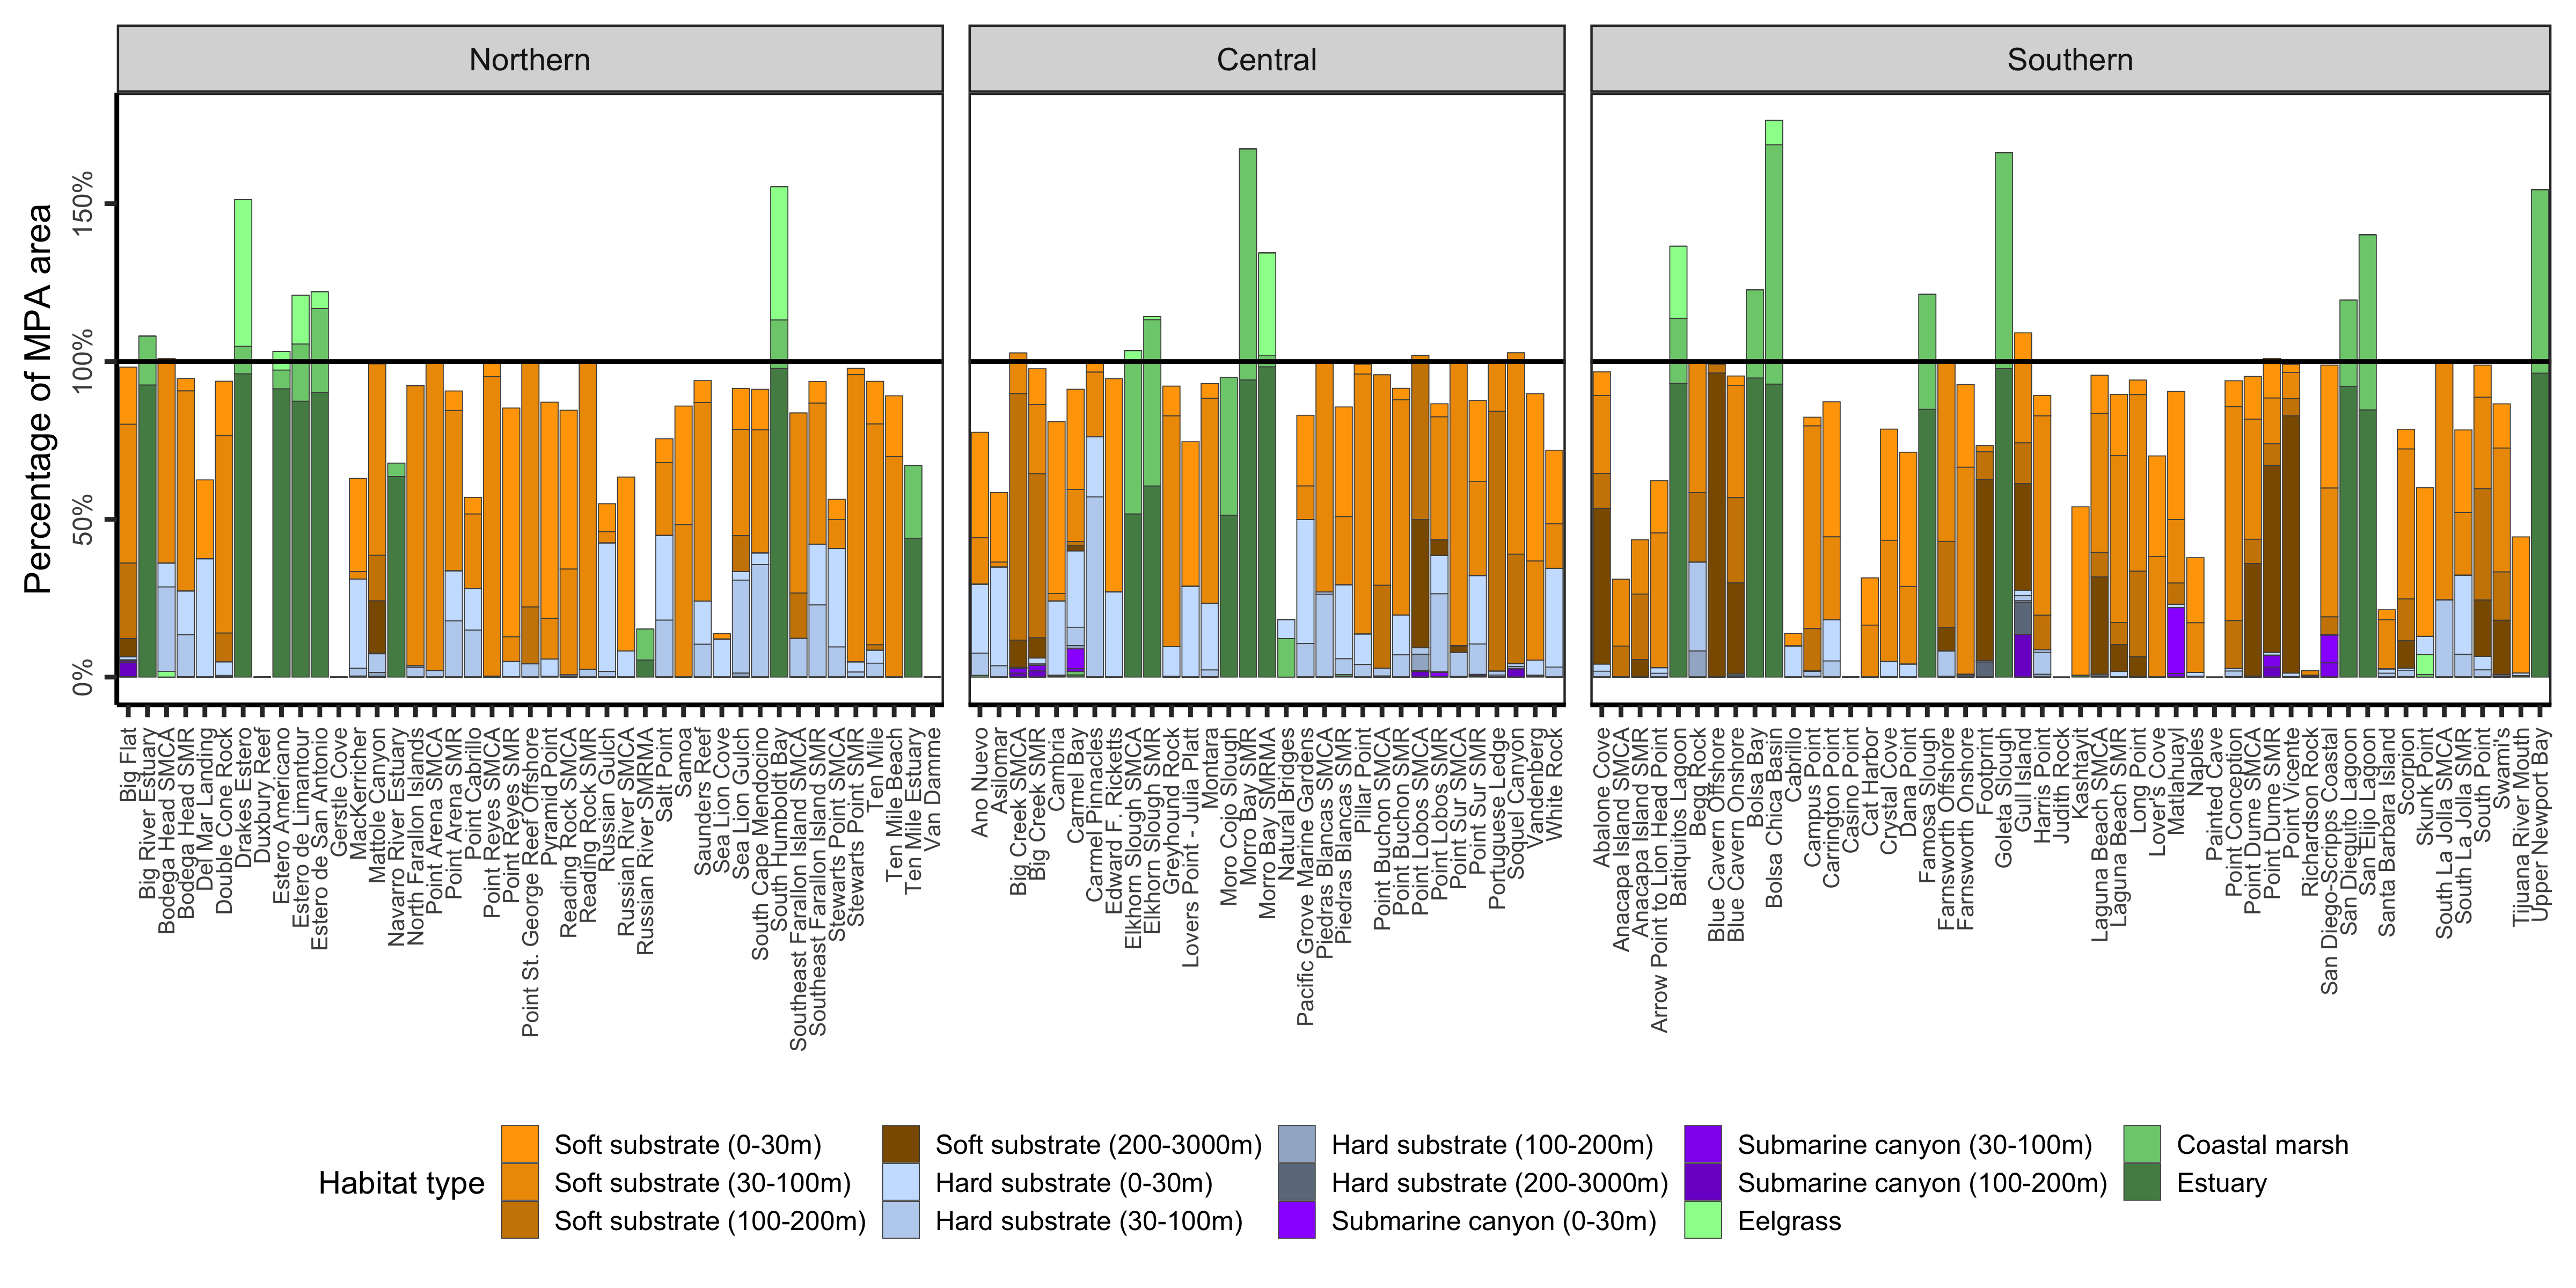 Northern
Central
Southern
Percentage of MPA area
150%
100%
50%
0%
Big Flat
Big River Estuary
Bodega Head SMCA
Bodega Head SMR
Del Mar Landing
Double Cone Rock
Drakes Estero
Duxbury Reef
Estero Americano
Estero de Limantour
Estero de San Antonio
Gerstle Cove
MacKerricher
Mattole Canyon
Navarro River Estuary
North Farallon Islands
Point Arena SMCA
Point Arena SMR
Point Cabrillo
Point Reyes SMCA
Point Reyes SMR
Point St. George Reef Offshore
Pyramid Point
Reading Rock SMCA
Reading Rock SMR
Russian Gulch
Russian River SMCA
Russian River SMRMA
Salt Point
Samoa
Saunders Reef
Sea Lion Cove
Sea Lion Gulch
South Cape Mendocino
South Humboldt Bay
Southeast Farallon Island SMCA
Southeast Farallon Island SMR
Stewarts Point SMCA
Stewarts Point SMR
Ten Mile
Ten Mile Beach
Ten Mile Estuary
Van Damme
Ano Nuevo
Asilomar
Big Creek SMCA
Big Creek SMR
Cambria
Carmel Bay
Carmel Pinnacles
Edward F. Ricketts
Elkhorn Slough SMCA
Elkhorn Slough SMR
Greyhound Rock
Lovers Point - Julia Platt
Montara
Moro Cojo Slough
Morro Bay SMR
Morro Bay SMRMA
Natural Bridges
Pacific Grove Marine Gardens
Piedras Blancas SMCA
Piedras Blancas SMR
Pillar Point
Point Buchon SMCA
Point Buchon SMR
Point Lobos SMCA
Point Lobos SMR
Point Sur SMCA
Point Sur SMR
Portuguese Ledge
Soquel Canyon
Vandenberg
White Rock
Abalone Cove
Anacapa Island SMCA
Anacapa Island SMR
Arrow Point to Lion Head Point
Batiquitos Lagoon
Begg Rock
Blue Cavern Offshore
Blue Cavern Onshore
Bolsa Bay
Bolsa Chica Basin
Cabrillo
Campus Point
Carrington Point
Casino Point
Cat Harbor
Crystal Cove
Dana Point
Famosa Slough
Farnsworth Offshore
Farnsworth Onshore
Footprint
Goleta Slough
Gull Island
Harris Point
Judith Rock
Kashtayit
Laguna Beach SMCA
Laguna Beach SMR
Long Point
Lover's Cove
Matlahuayl
Naples
Painted Cave
Point Conception
Point Dume SMCA
Point Dume SMR
Point Vicente
Richardson Rock
San Diego-Scripps Coastal
San Dieguito Lagoon
San Elijo Lagoon
Santa Barbara Island
Scorpion
Skunk Point
South La Jolla SMCA
South La Jolla SMR
South Point
Swami's
Tijuana River Mouth
Upper Newport Bay
Habitat type
Soft substrate (0-30m)
Soft substrate (30-100m)
Soft substrate (100-200m)
Soft substrate (200-3000m)
Hard substrate (0-30m)
Hard substrate (30-100m)
Hard substrate (100-200m)
Hard substrate (200-3000m)
Submarine canyon (0-30m)
Submarine canyon (30-100m)
Submarine canyon (100-200m)
Eelgrass
Coastal marsh
Estuary